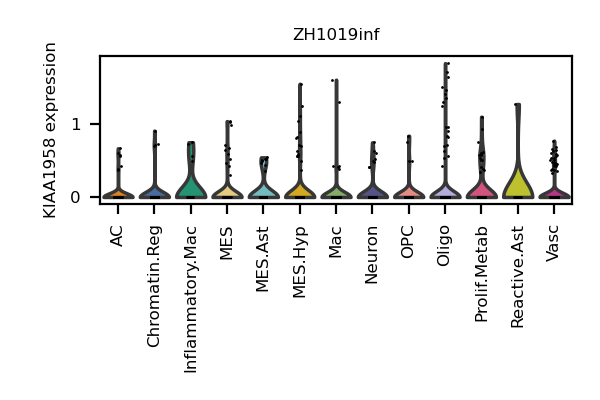 ZH1019inf
KIAA1958 expression
1
0
AC
Chromatin.Reg
Inflammatory.Mac
MES
MES.Ast
MES.Hyp
Mac
Neuron
OPC
Oligo
Prolif.Metab
Reactive.Ast
Vasc